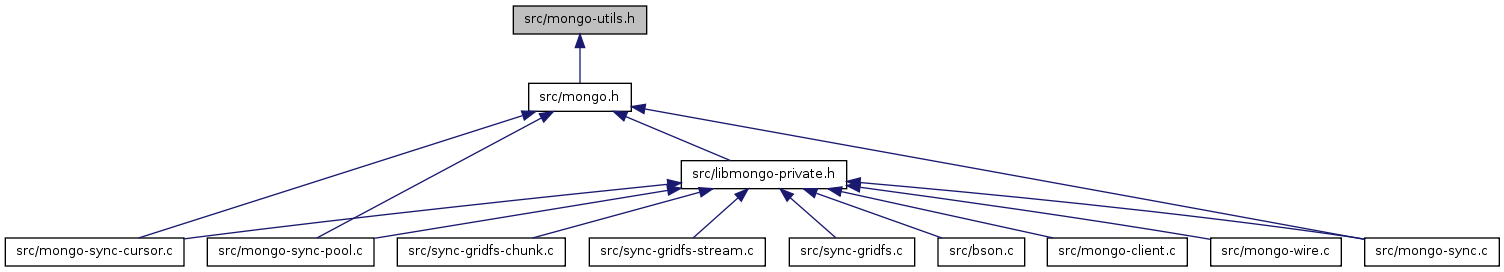 src/mongo-utils.h
src/mongo.h
src/libmongo-private.h
src/mongo-sync-cursor.c
src/mongo-sync-pool.c
src/sync-gridfs-chunk.c
src/sync-gridfs-stream.c
src/sync-gridfs.c
src/bson.c
src/mongo-client.c
src/mongo-wire.c
src/mongo-sync.c